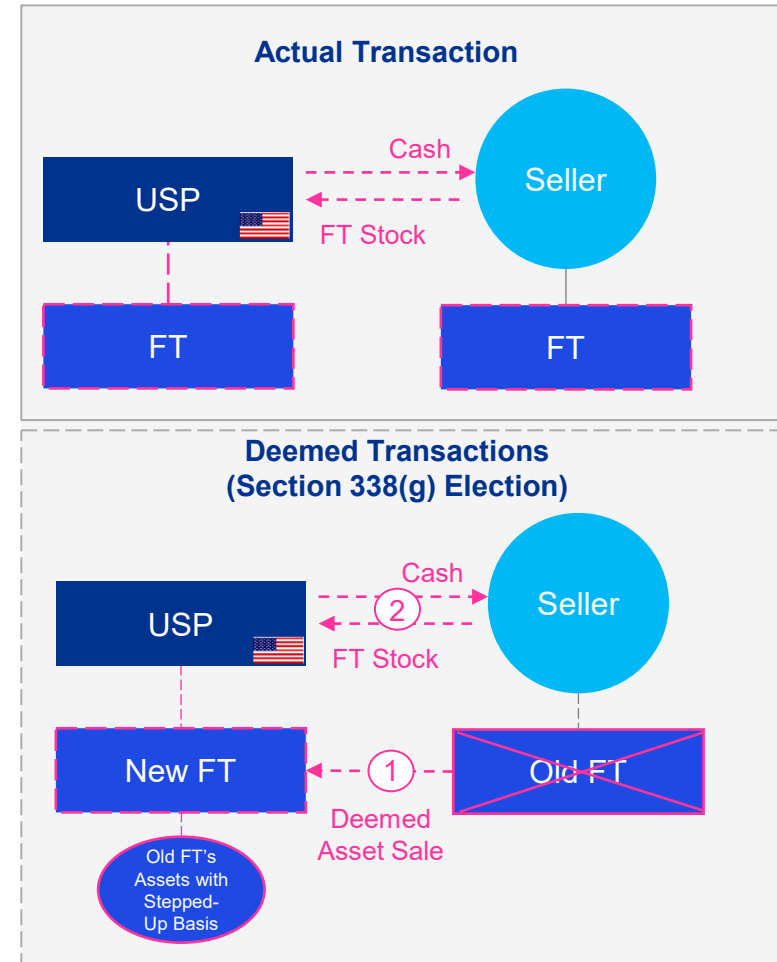 Actual Transaction
Cash
USP
Seller
FT Stock
FT
FT
Deemed Transactions
(Section 338(g) Election)
Cash
USP
2
Seller
FT Stock
New FT
1
Old FT
Deemed
Asset Sale
Old FT's
Assets with
Stepped-
Up Basis